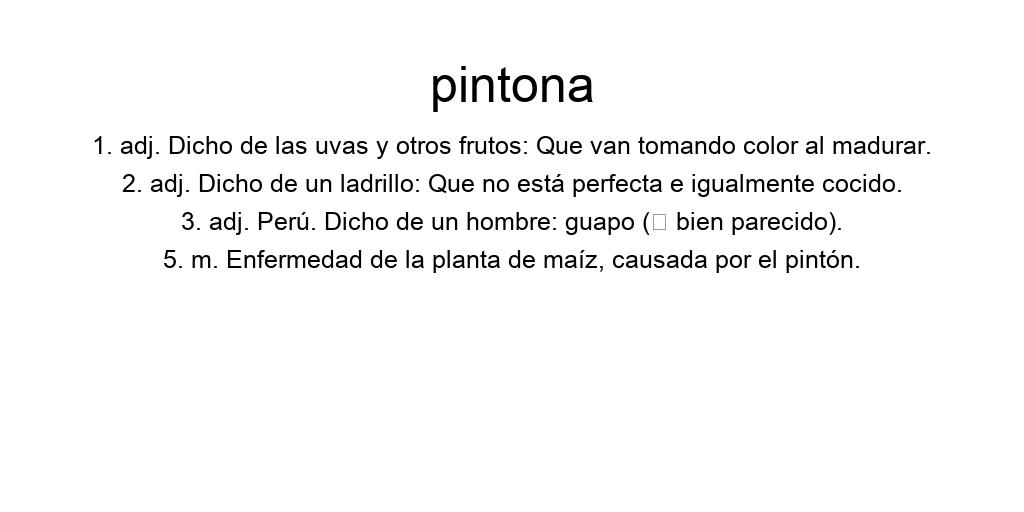 pintona
1. adj. Dicho de las uvas y otros frutos: Que van tomando color al madurar.
2. adj. Dicho de un ladrillo: Que no está perfecta e igualmente cocido.
3. adj. Perú. Dicho de un hombre: guapo (□ bien parecido).
5. m. Enfermedad de la planta de maíz, causada por el pintón.